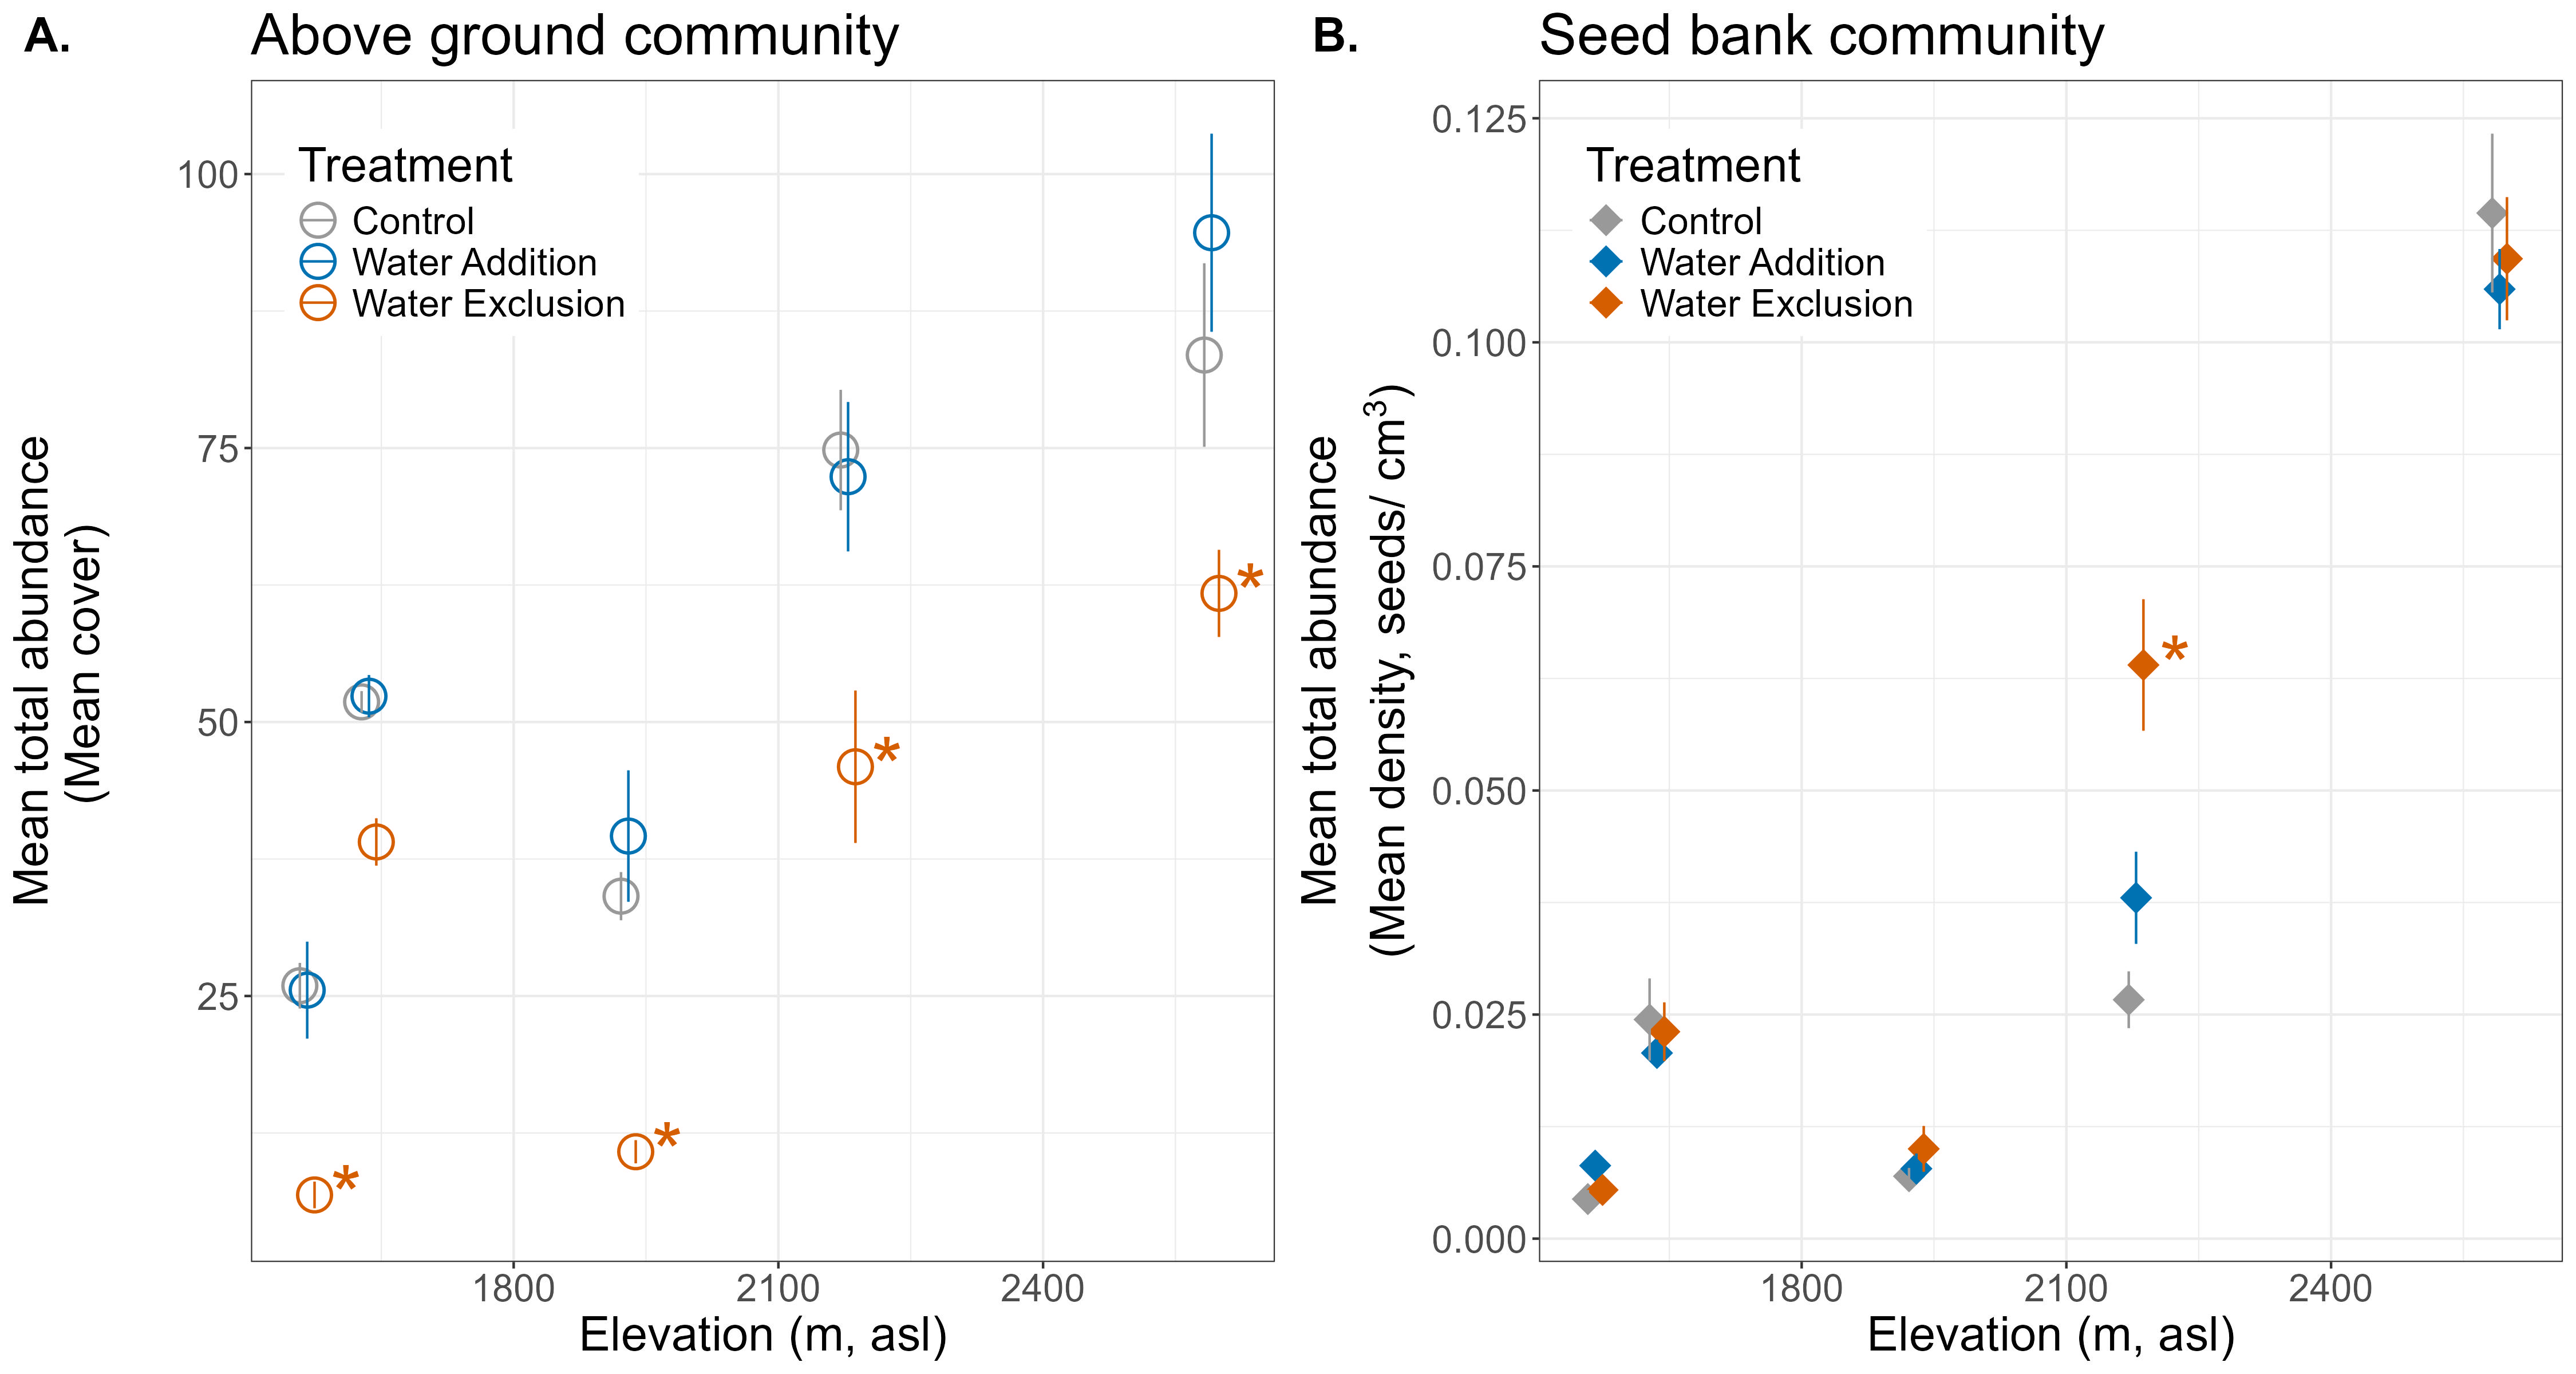 A.
Above ground community
Mean total abundance
(Mean cover)
100
75
50
25
Treatment
Control
Water Addition
Water Exclusion
*
*
*
*
1800
2100
2400
Elevation (m, asl)
B.
Seed bank community
Mean total abundance
(Mean density, seeds/ cm³)
0.125
0.100
0.075
0.050
0.025
0.000
Treatment
Control
Water Addition
Water Exclusion
*
1800
2100
2400
Elevation (m, asl)